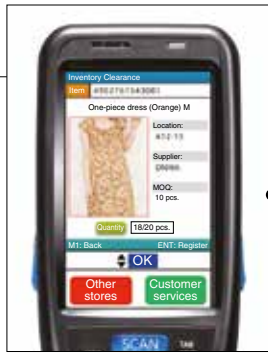 Inventory Clearance
Item
One-piece dress (Orange) M
Location:
Supplier:
MOQ:
10 pcs.
Quantity 18/20 pcs.
M1: Back ENT: Register
OK
Other stores
Customer services
SCAN TAB